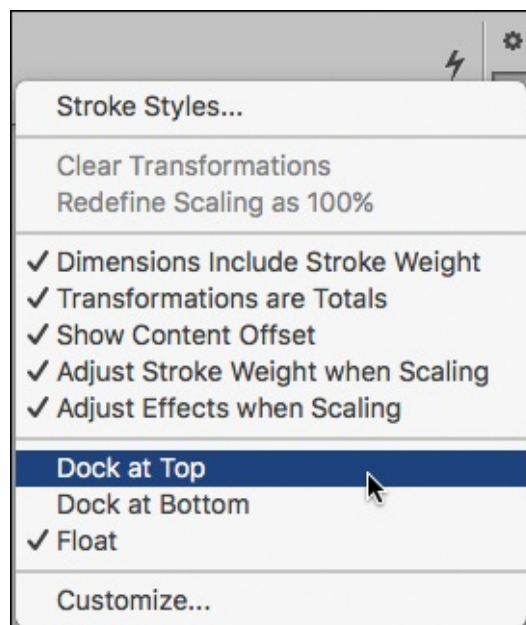 Stroke Styles...
Clear Transformations
Redefine Scaling as 100%
✓ Dimensions Include Stroke Weight
✓ Transformations are Totals
✓ Show Content Offset
✓ Adjust Stroke Weight when Scaling
✓ Adjust Effects when Scaling
Dock at Top
Dock at Bottom
✓ Float
Customize...